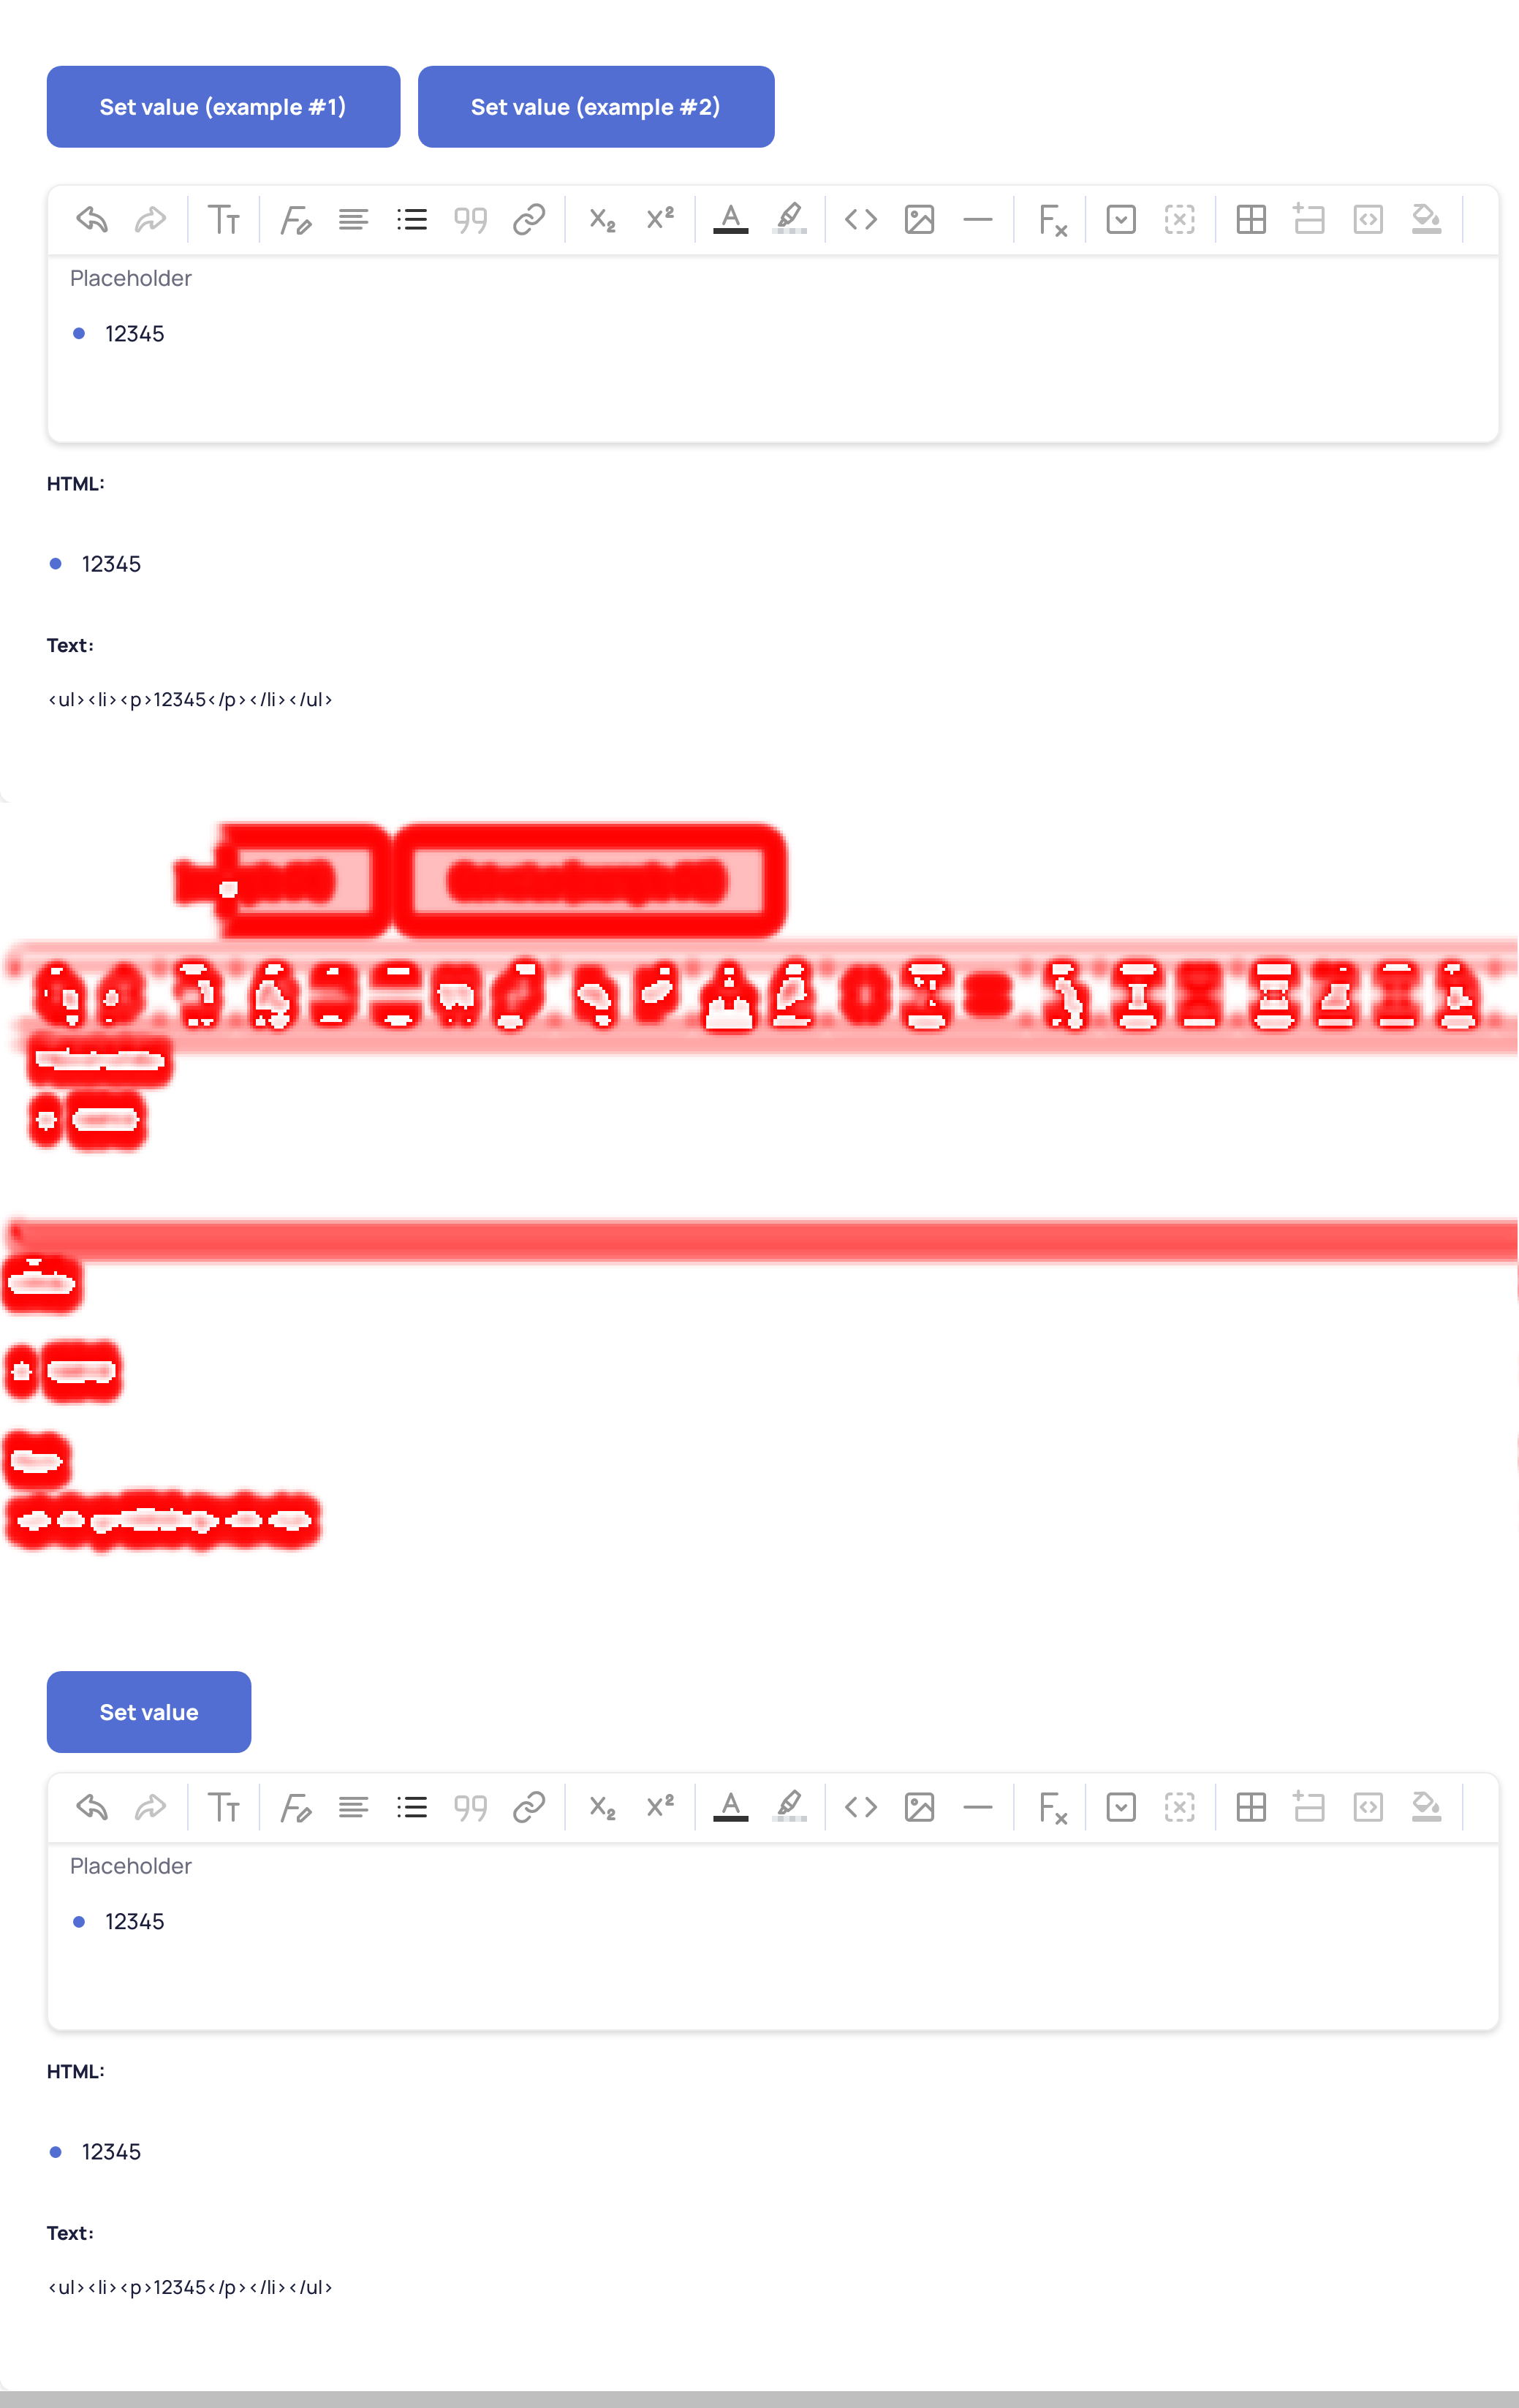 Set value (example #1) Set value (example #2)
Placeholder
12345
HTML:
12345
Text:
<ul><li><p>12345</p></li></ul>
Set value
Placeholder
12345
HTML:
12345
Text:
<ul><li><p>12345</p></li></ul>